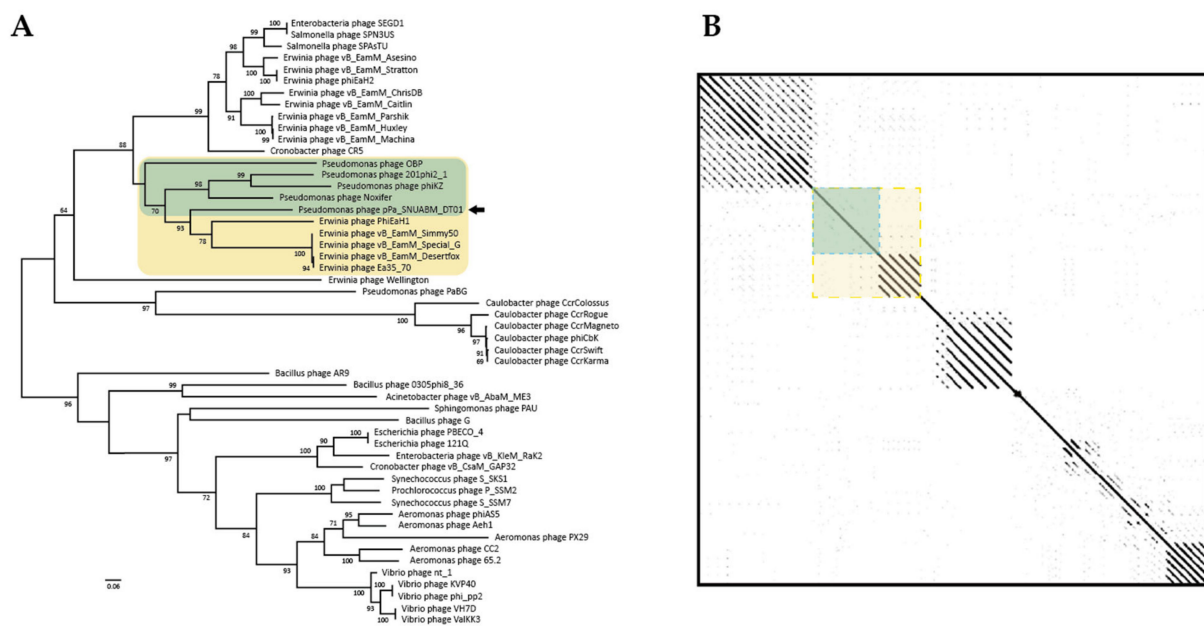 A
B
Enterobacteria phage SEGD1
Salmonella phage SPN3US
Salmonella phage SPAsTU
Erwinia phage vB_EamM_Asesino
Erwinia phage vB_EamM_Stratton
Erwinia phage phiEaH2
Erwinia phage vB_EamM_ChrisDB
Erwinia phage vB_EamM_Caitlin
Erwinia phage vB_EamM_Parshik
Erwinia phage vB_EamM_Huxley
Erwinia phage vB_EamM_Machina
Cronobacter phage CR5
Pseudomonas phage OBP
Pseudomonas phage 201phi2_1
Pseudomonas phage phiKZ
Pseudomonas phage Noxifer
Pseudomonas phage pPa_SNUABM_DT01
Erwinia phage PhiEaH1
Erwinia phage vB_EamM_Simmy50
Erwinia phage vB_EamM_Special_G
Erwinia phage vB_EamM_Desertfox
Erwinia phage Ea35_70
Erwinia phage Wellington
Pseudomonas phage PaBG
Caulobacter phage CcrColossus
Caulobacter phage CcrRogue
Caulobacter phage CcrMagneto
Caulobacter phage phiCbK
Caulobacter phage CcrSwift
Caulobacter phage CcrKarma
Bacillus phage AR9
Bacillus phage 0305phi8_36
Acinetobacter phage vB_AbaM_ME3
Sphingomonas phage PAU
Bacillus phage G
Escherichia phage PBECO_4
Escherichia phage 121Q
Enterobacteria phage vB_KleM_RaK2
Cronobacter phage vB_CsaM_GAP32
Synechococcus phage S_SKS1
Prochlorococcus phage P_SSM2
Synechococcus phage S_SSM7
Aeromonas phage phiAS5
Aeromonas phage Aeh1
Aeromonas phage PX29
Aeromonas phage CC2
Aeromonas phage 65.2
Vibrio phage nt_1
Vibrio phage KVP40
Vibrio phage phi_pp2
Vibrio phage VH7D
Vibrio phage ValKK3
100
99
98
100
78
100
91
100
99
99
88
99
98
70
93
78
100
94
64
97
100
96
97
91
69
96
99
97
100
90
100
72
100
84
95
71
84
100
93
100
100
93
100
0.06